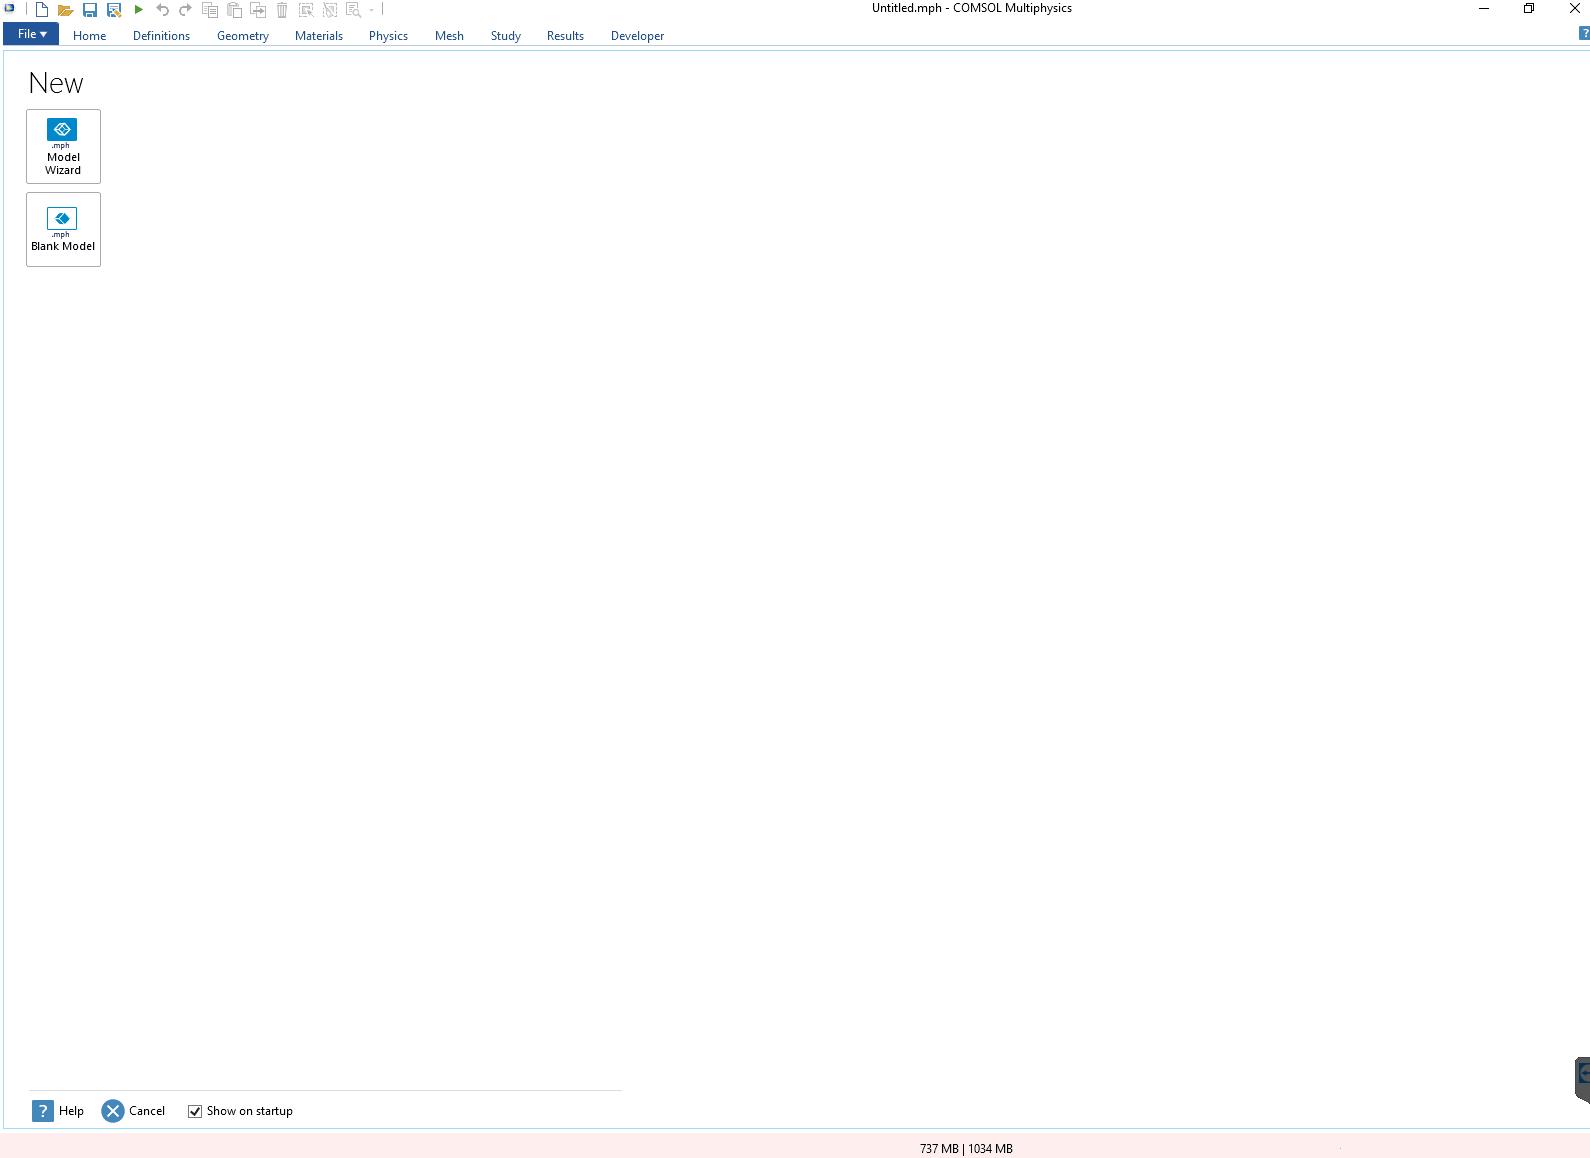 Untitled.mph - COMSOL Multiphysics
File Home Definitions Geometry Materials Physics Mesh Study Results Developer
?
New
.mph
Model
Wizard
.mph
Blank Model
? Help Cancel Show on startup
737 MB | 1034 MB